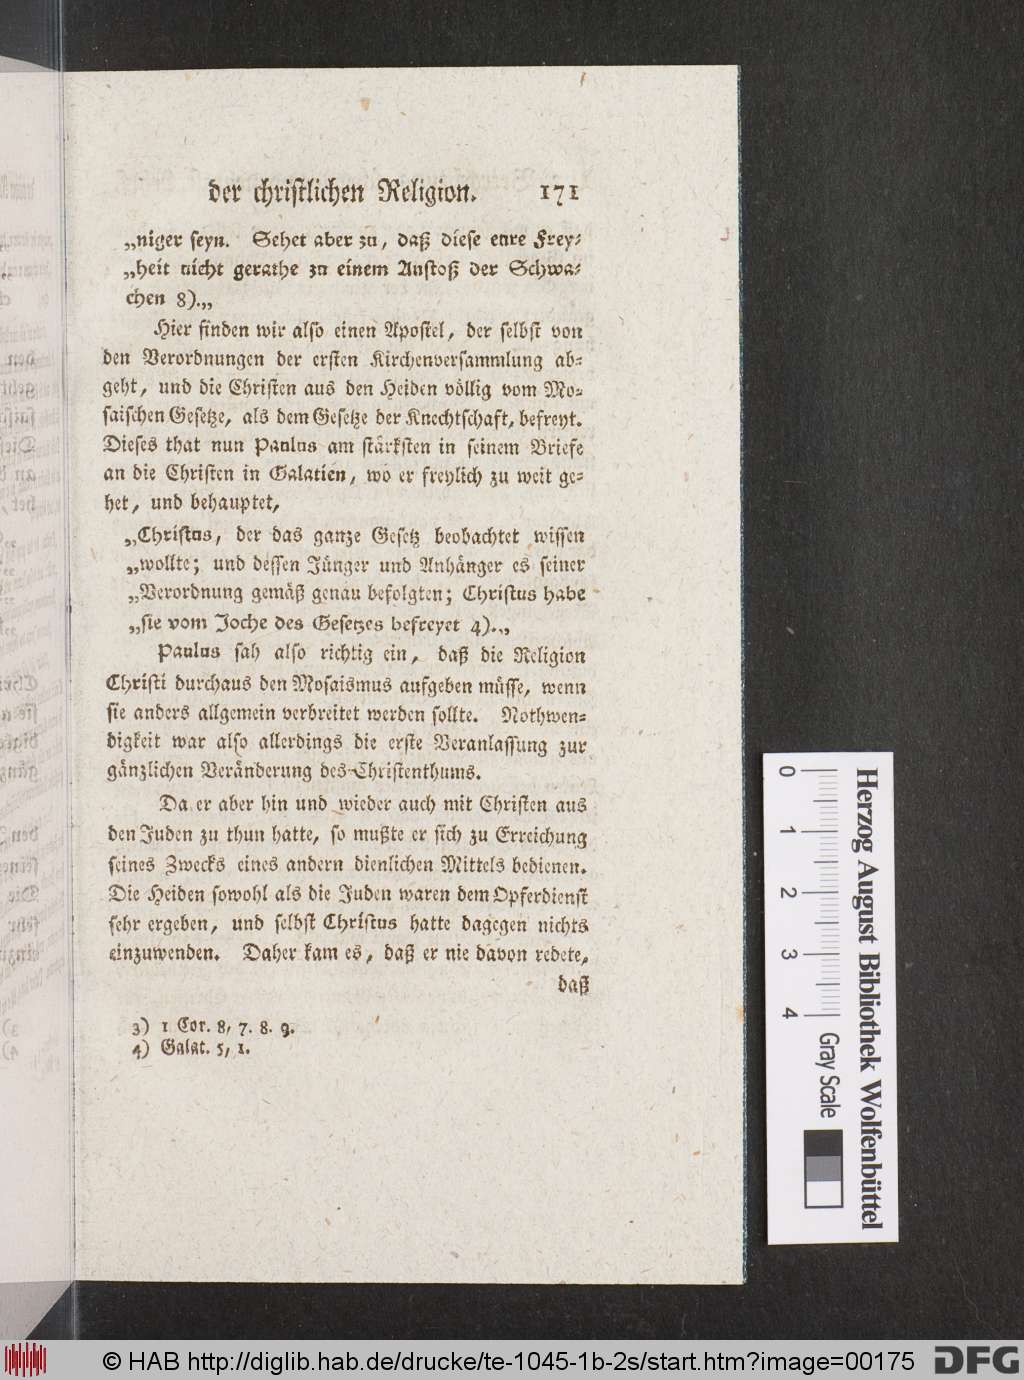 der christlichen Religion. 171
„niger seyn. Sehet aber zu, daß diese eure Frey⸗
„heit nicht gerathe zu einem Anstoß der Schwa⸗
chen 8).„
Hier finden wir also einen Apostel, der selbst von
den Verordnungen der ersten Kirchenversammlung ab⸗
geht, und die Christen aus den Heiden völlig vom Mo⸗
saischen Gesetze, als dem Gesetze der Knechtschaft, befreyt.
Dieses that nun Paulus am stärksten in seinem Briefe
an die Christen in Galatien, wo er freylich zu weit ge⸗
het, und behauptet,
„Christus, der das ganze Gesetz beobachtet wissen
„wollte; und dessen Jünger und Anhänger es seiner
„Verordnung gemäß genau befolgten; Christus habe
„sie vom Joche des Gesetzes befreyet 4).„
Paulus sah also richtig ein, daß die Religion
Christi durchaus den Mosaismus aufgeben müsse, wenn
sie anders allgemein verbreitet werden sollte. Nothwen⸗
digkeit war also allerdings die erste Veranlassung zur
gänzlichen Veränderung des Christenthums.
Da er aber hin und wieder auch mit Christen aus
den Juden zu thun hatte, so mußte er sich zu Erreichung
seines Zwecks eines andern dienlichen Mittels bedienen.
Die Heiden sowohl als die Juden waren dem Opferdienst
sehr ergeben, und selbst Christus hatte dagegen nichts
einzuwenden. Daher kam es, daß er nie davon redete,
daß
3) 1 Cor. 8, 7. 8. 9.
4) Galat. 5, 1.
0 1 2 3 4
Gray Scale
Herzog August Bibliothek Wolfenbüttel
© HAB http://diglib.hab.de/drucke/te-1045-1b-2s/start.htm?image=00175
DFG